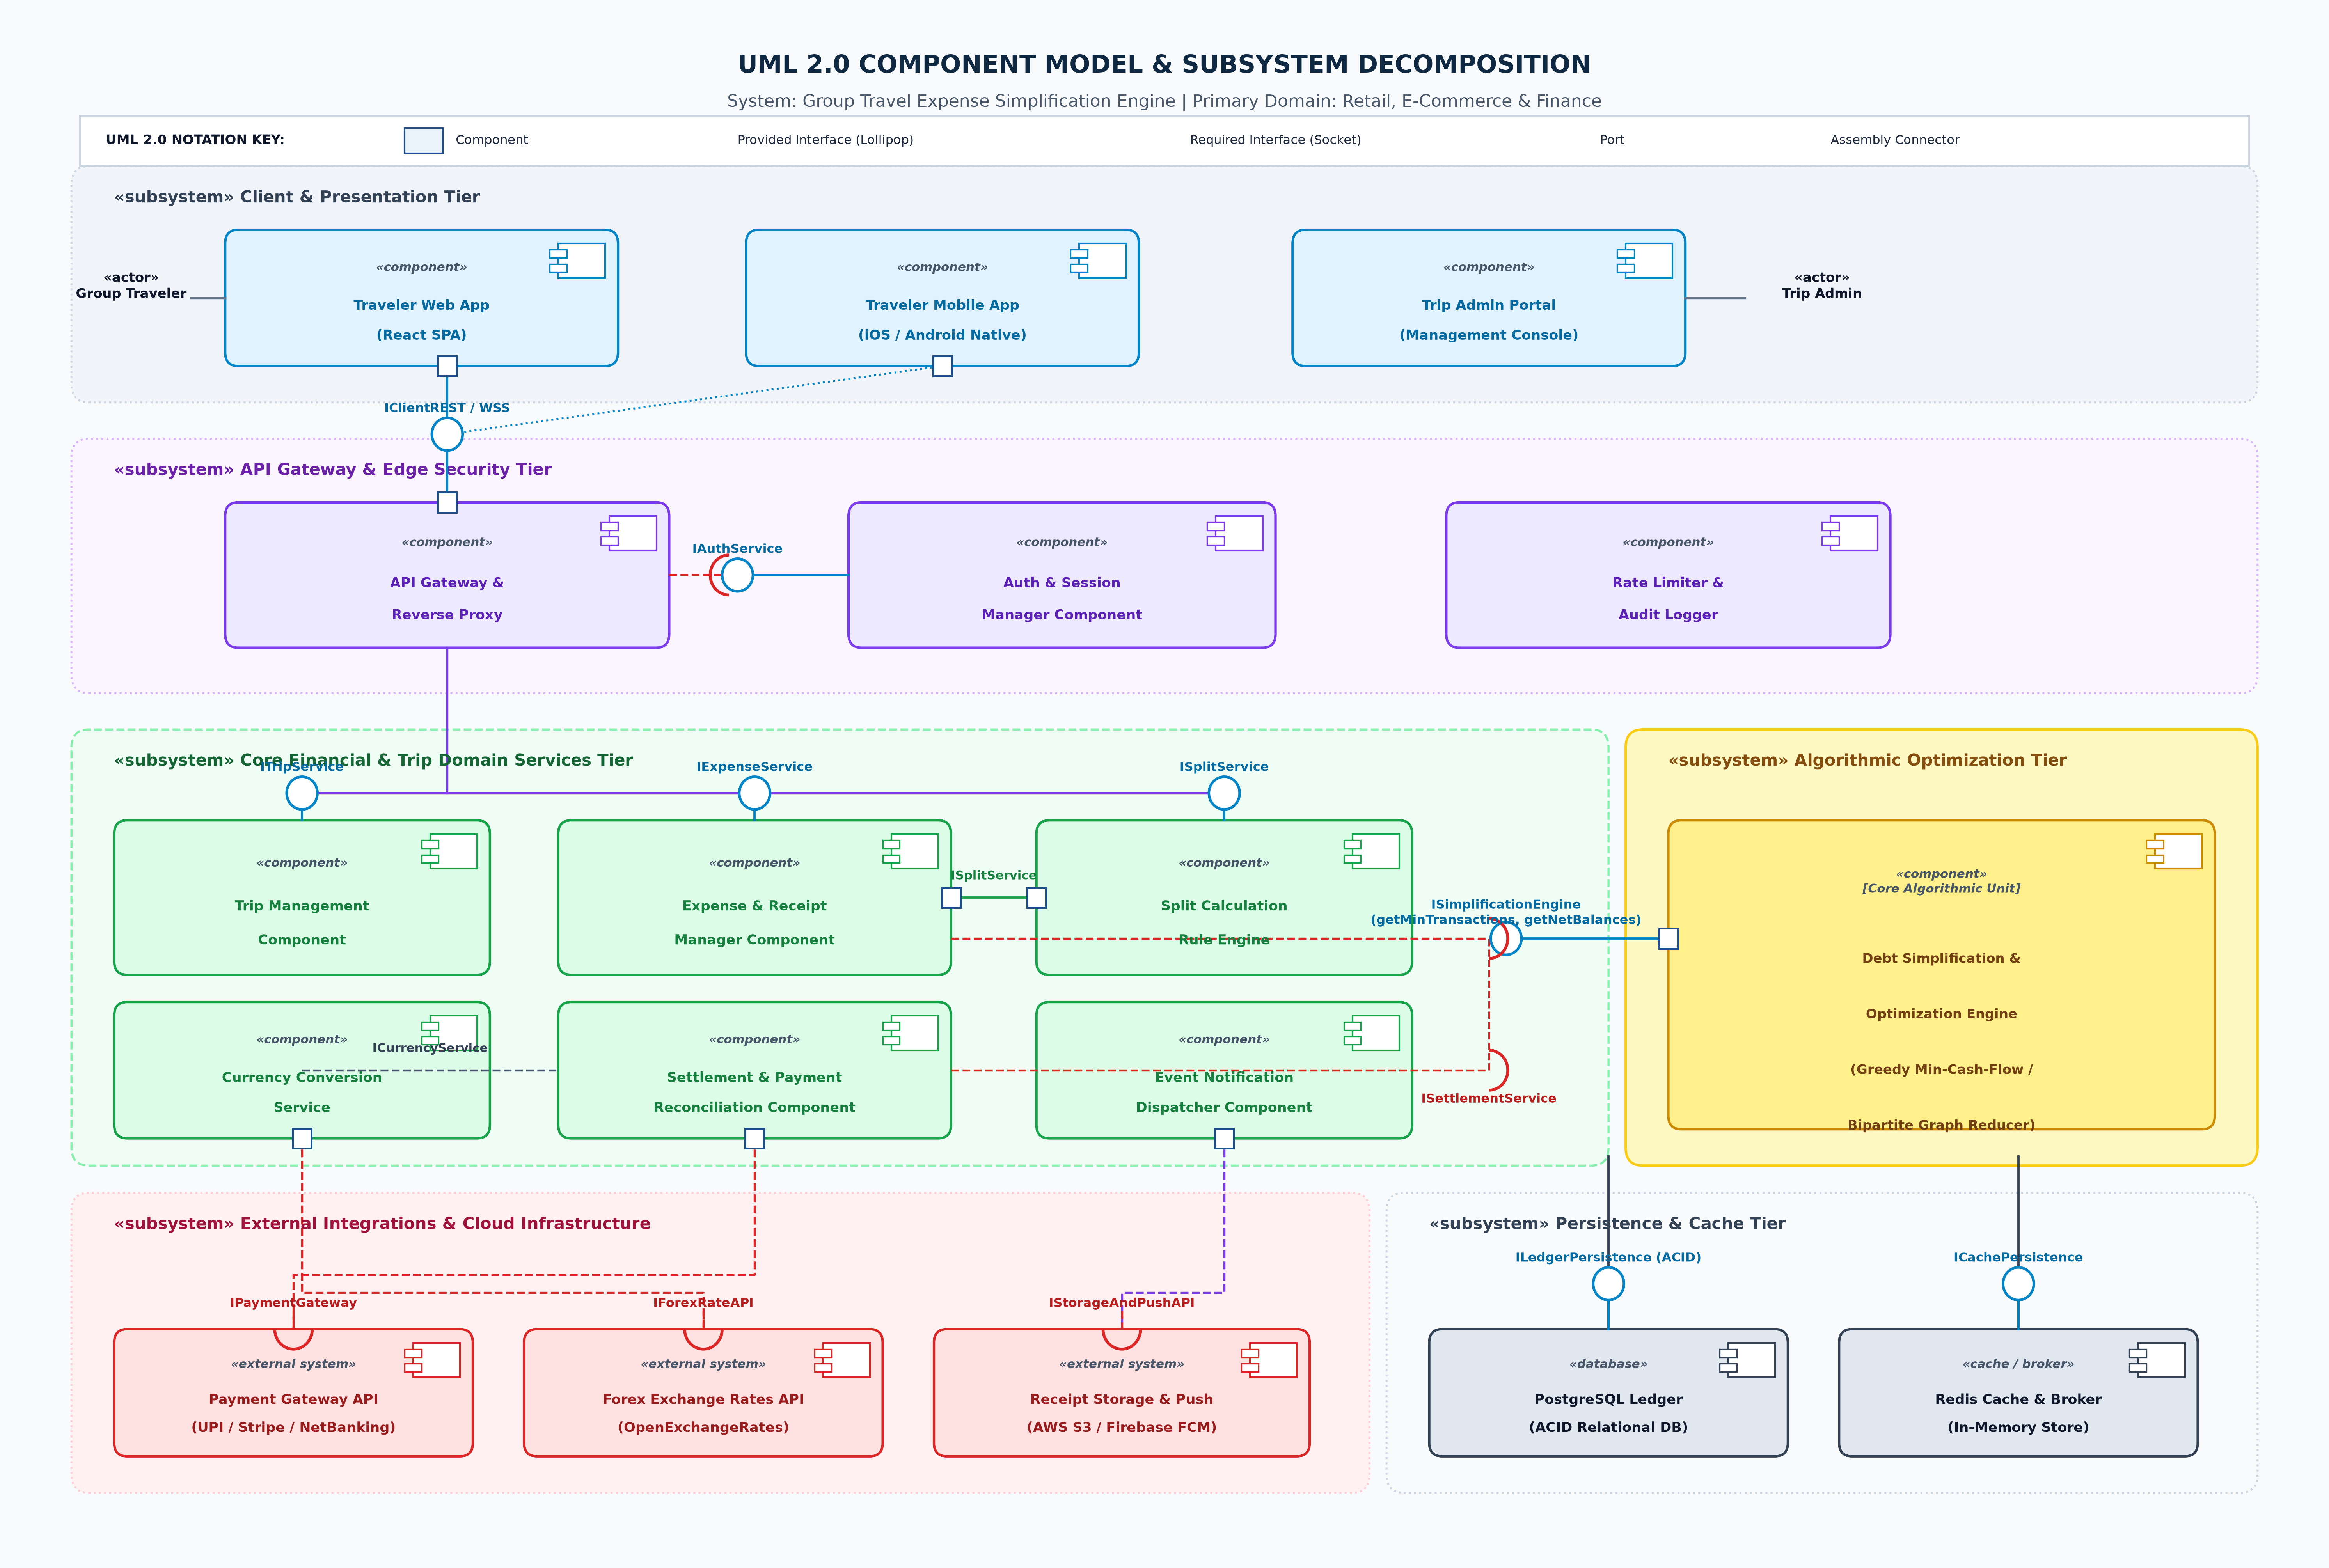 UML 2.0 COMPONENT MODEL & SUBSYSTEM DECOMPOSITION
System: Group Travel Expense Simplification Engine | Primary Domain: Retail, E-Commerce & Finance
UML 2.0 NOTATION KEY:
Component
Provided Interface (Lollipop)
Required Interface (Socket)
Port
Assembly Connector
«subsystem» Client & Presentation Tier
«actor»
Group Traveler
«component»
Traveler Web App
(React SPA)
«component»
Traveler Mobile App
(iOS / Android Native)
«component»
Trip Admin Portal
(Management Console)
«actor»
Trip Admin
IClientREST / WSS
«subsystem» API Gateway & Edge Security Tier
«component»
API Gateway &
Reverse Proxy
IAuthService
«component»
Auth & Session
Manager Component
«component»
Rate Limiter &
Audit Logger
«subsystem» Core Financial & Trip Domain Services Tier
ITripService
IExpenseService
ISplitService
«component»
Trip Management
Component
«component»
Expense & Receipt
Manager Component
ISplitService
«component»
Split Calculation
Rule Engine
ISimplificationEngine
(getMinTransactions, getNetBalances)
«component»
Currency Conversion
Service
ICurrencyService
«component»
Settlement & Payment
Reconciliation Component
«component»
Event Notification
Dispatcher Component
ISettlementService
«subsystem» Algorithmic Optimization Tier
«component»
[Core Algorithmic Unit]
Debt Simplification &
Optimization Engine
(Greedy Min-Cash-Flow /
Bipartite Graph Reducer)
«subsystem» External Integrations & Cloud Infrastructure
IPaymentGateway
IForexRateAPI
IStorageAndPushAPI
«external system»
Payment Gateway API
(UPI / Stripe / NetBanking)
«external system»
Forex Exchange Rates API
(OpenExchangeRates)
«external system»
Receipt Storage & Push
(AWS S3 / Firebase FCM)
«subsystem» Persistence & Cache Tier
ILedgerPersistence (ACID)
ICachePersistence
«database»
PostgreSQL Ledger
(ACID Relational DB)
«cache / broker»
Redis Cache & Broker
(In-Memory Store)